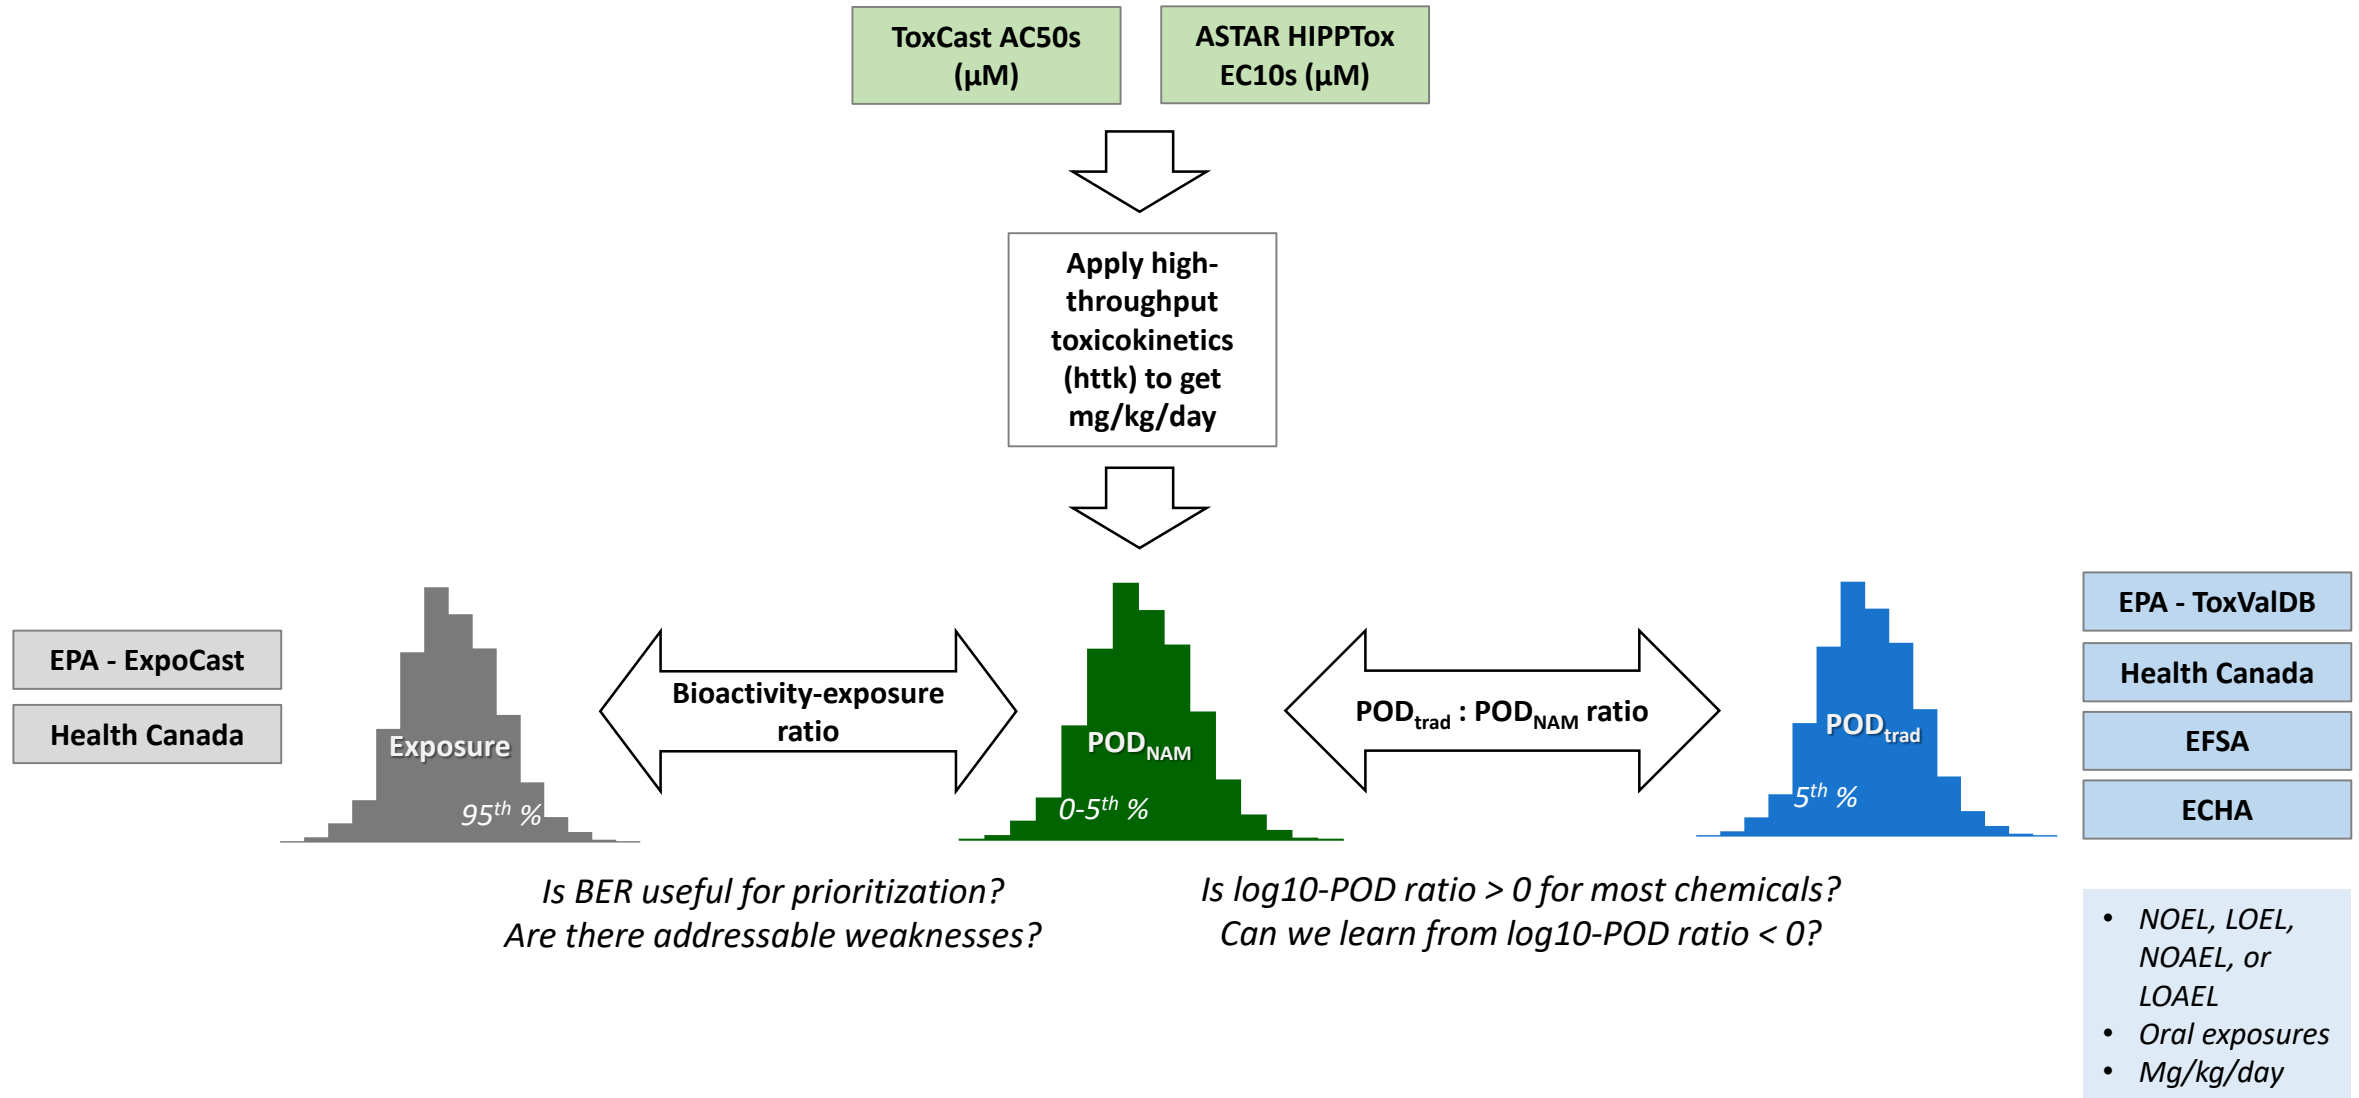 ToxCast AC50s
(µM)
ASTAR HIPPTox
EC10s (µM)
Apply high-
throughput
toxicokinetics
(httk) to get
mg/kg/day
EPA - ExpoCast
Health Canada
Exposure
95th %
Bioactivity-exposure
ratio
PODNAM
0-5th %
PODtrad : PODNAM ratio
PODtrad
5th %
EPA - ToxValDB
Health Canada
EFSA
ECHA
Is BER useful for prioritization?
Are there addressable weaknesses?
Is log10-POD ratio > 0 for most chemicals?
Can we learn from log10-POD ratio < 0?
• NOEL, LOEL,
NOAEL, or
LOAEL
• Oral exposures
• Mg/kg/day